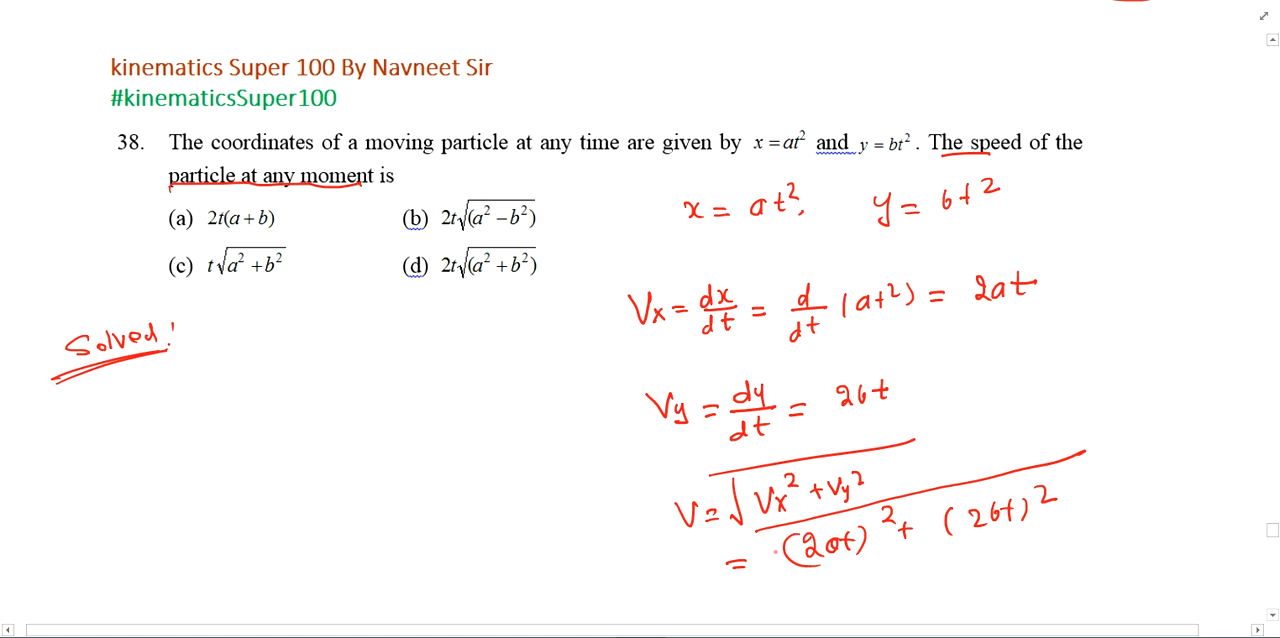 kinematics Super 100 By Navneet Sir
#kinematicsSuper100
38. The coordinates of a moving particle at any time are given by x = at² and y = bt². The speed of the
particle at any moment is
(a) 2t(a + b) (b) 2t√(a² − b²)
(c) t√a² + b² (d) 2t√(a² + b²)
x = at², y = bt²
Vx = dx/dt = d/dt (at²) = 2at
Solved!
Vy = dy/dt = 2bt
V = √Vx² + Vy²
= (2at)² + (2bt)²